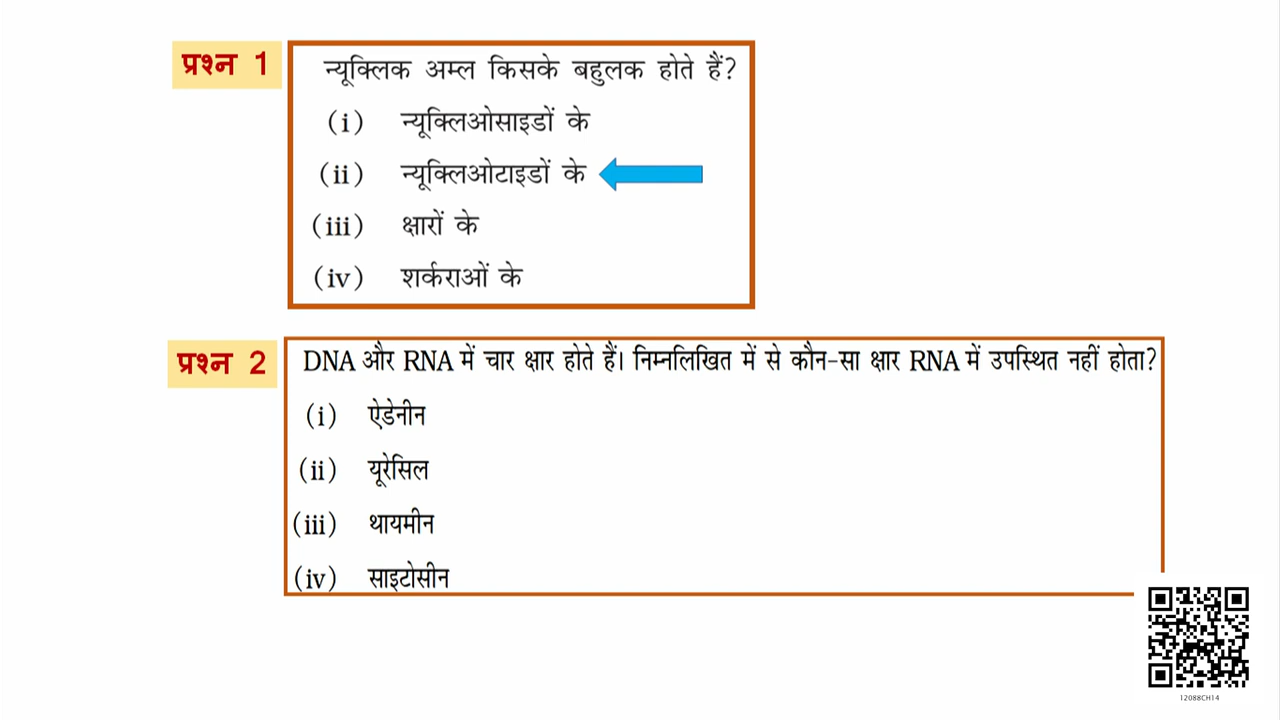 प्रश्न 1
न्यूक्लिक अम्ल किसके बहुलक होते हैं?
(i) न्यूक्लिओसाइडों के
(ii) न्यूक्लिओटाइडों के
(iii) क्षारों के
(iv) शर्कराओं के
प्रश्न 2
DNA और RNA में चार क्षार होते हैं। निम्नलिखित में से कौन-सा क्षार RNA में उपस्थित नहीं होता?
(i) ऐडेनीन
(ii) यूरेसिल
(iii) थायमीन
(iv) साइटोसीन
12088CH14